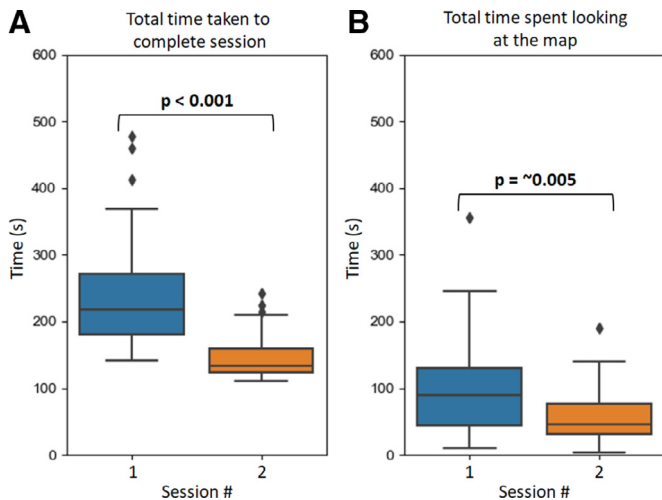 A
Total time taken to
complete session
600
500
400
300
200
100
0
Time (s)
p < 0.001
1
2
Session #
B
Total time spent looking
at the map
600
500
400
300
200
100
0
Time (s)
p = ~0.005
1
2
Session #